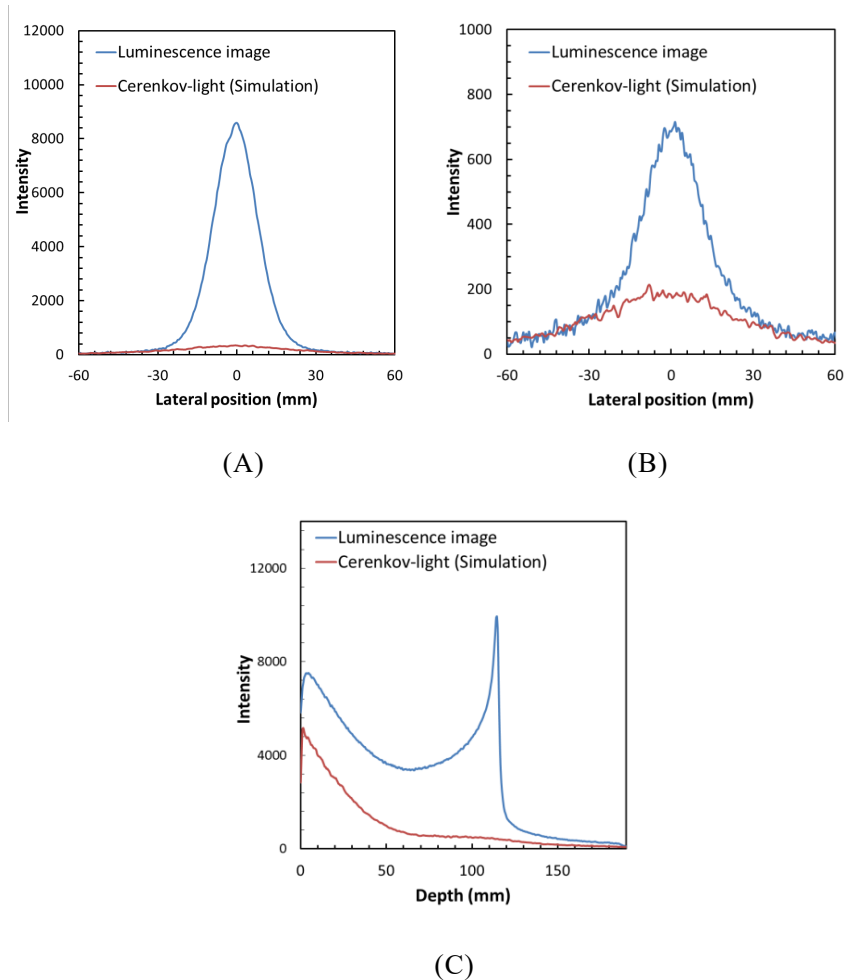 12000
10000
8000
6000
4000
2000
0
Intensity
Luminescence image
Cerenkov-light (Simulation)
-60 -30 0 30 60
Lateral position (mm)
(A)
1000
800
600
400
200
0
Intensity
Luminescence image
Cerenkov-light (Simulation)
-60 -30 0 30 60
Lateral position (mm)
(B)
12000
8000
4000
0
Intensity
Luminescence image
Cerenkov-light (Simulation)
0 50 100 150
Depth (mm)
(C)